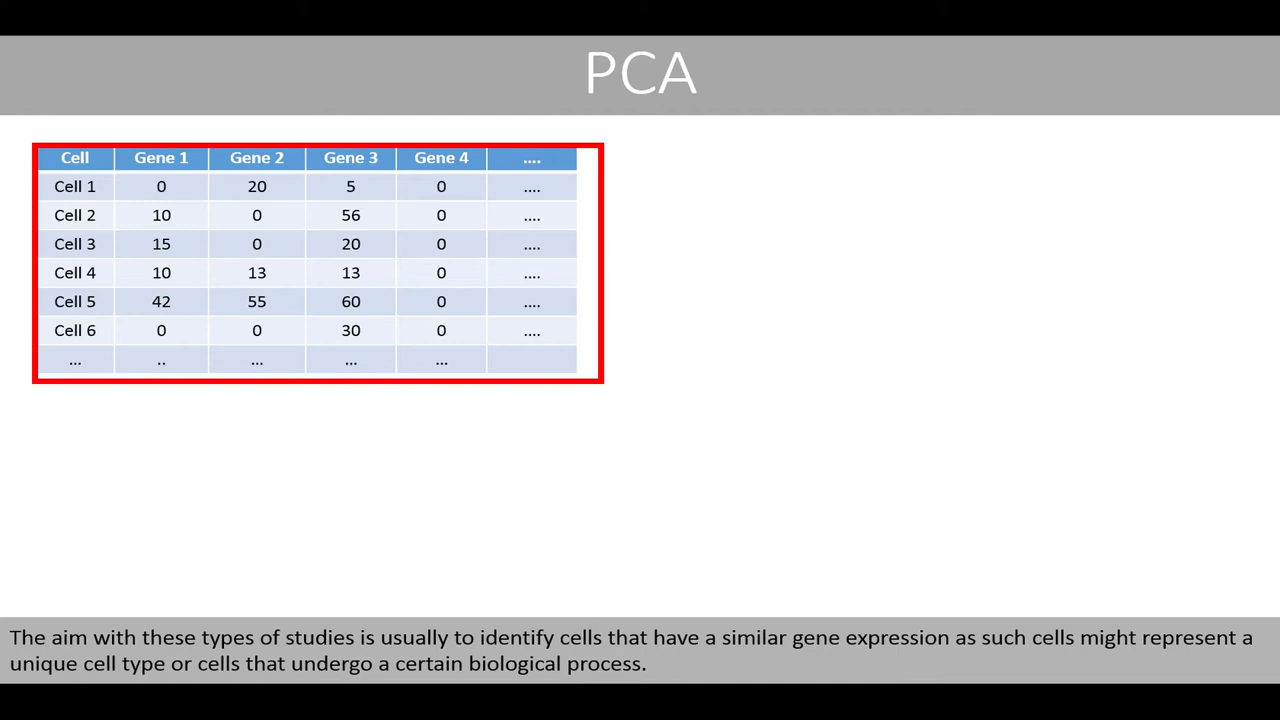 PCA
Cell Gene 1 Gene 2 Gene 3 Gene 4 ....
Cell 1 0 20 5 0 ....
Cell 2 10 0 56 0 ....
Cell 3 15 0 20 0 ....
Cell 4 10 13 13 0 ....
Cell 5 42 55 60 0 ....
Cell 6 0 0 30 0 ....
... .. ... ... ...
The aim with these types of studies is usually to identify cells that have a similar gene expression as such cells might represent a
unique cell type or cells that undergo a certain biological process.